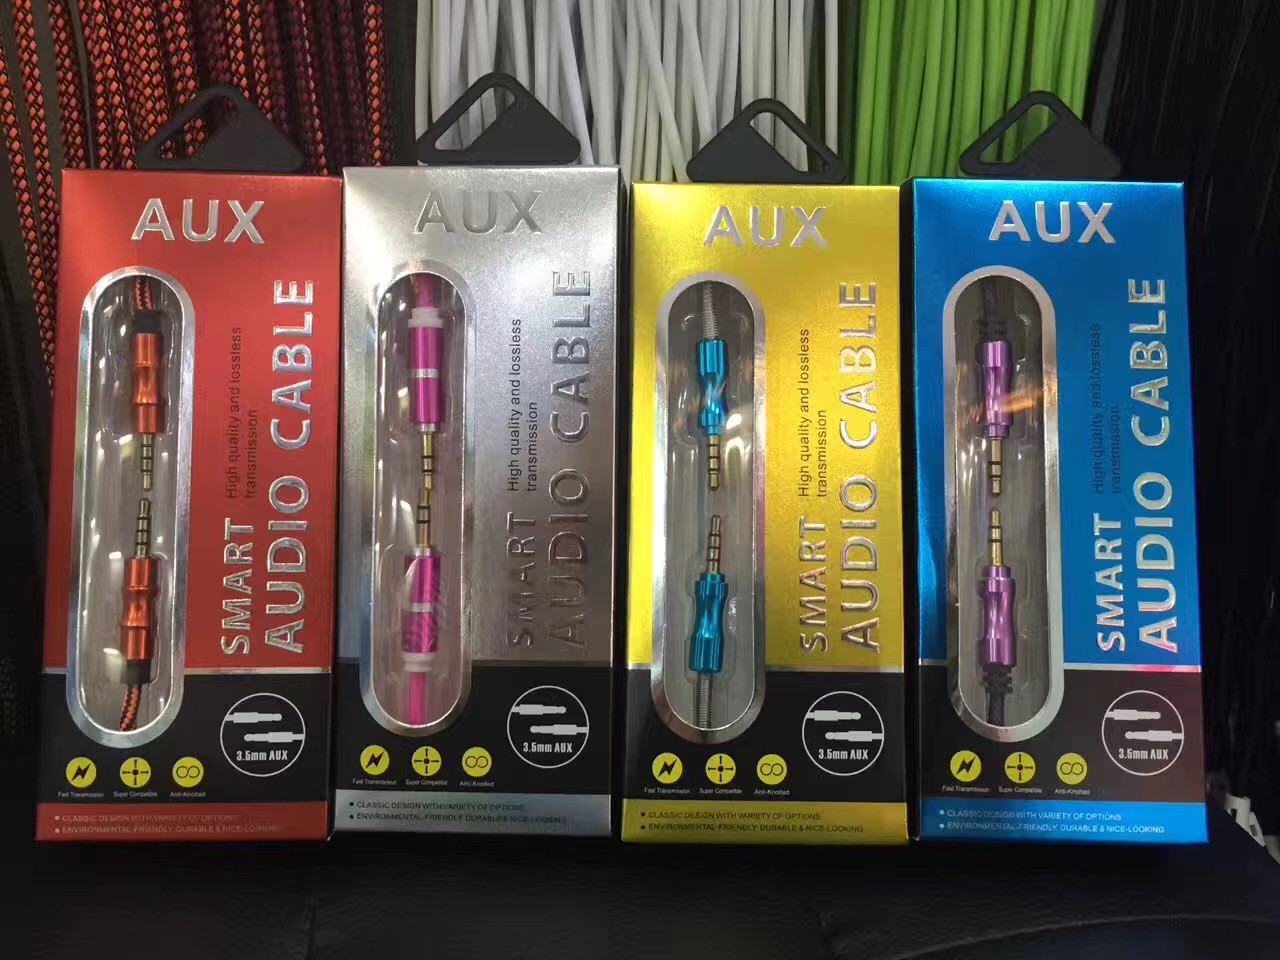 AUX
SMART
AUDIO CABLE
High quality and lossless
transmission
3.5mm AUX
Fast Transmission
Super Compatible
Anti-Knotted
CLASSIC DESIGN WITH VARIETY OF OPTIONS
ENVIRONMENTAL-FRIENDLY DURABLE & NICE-LOOKING
AUX
SMART
AUDIO CABLE
High quality and lossless
transmission
3.5mm AUX
Fast Transmission
Super Compatible
Anti-Knotted
CLASSIC DESIGN WITH VARIETY OF OPTIONS
ENVIRONMENTAL-FRIENDLY DURABLE & NICE-LOOKING
AUX
SMART
AUDIO CABLE
High quality and lossless
transmission
3.5mm AUX
Fast Transmission
Super Compatible
Anti-Knotted
CLASSIC DESIGN WITH VARIETY OF OPTIONS
ENVIRONMENTAL-FRIENDLY DURABLE & NICE-LOOKING
AUX
SMART
AUDIO CABLE
High quality and lossless
transmission
3.5mm AUX
Fast Transmission
Super Compatible
Anti-Knotted
CLASSIC DESIGN WITH VARIETY OF OPTIONS
ENVIRONMENTAL-FRIENDLY DURABLE & NICE-LOOKING